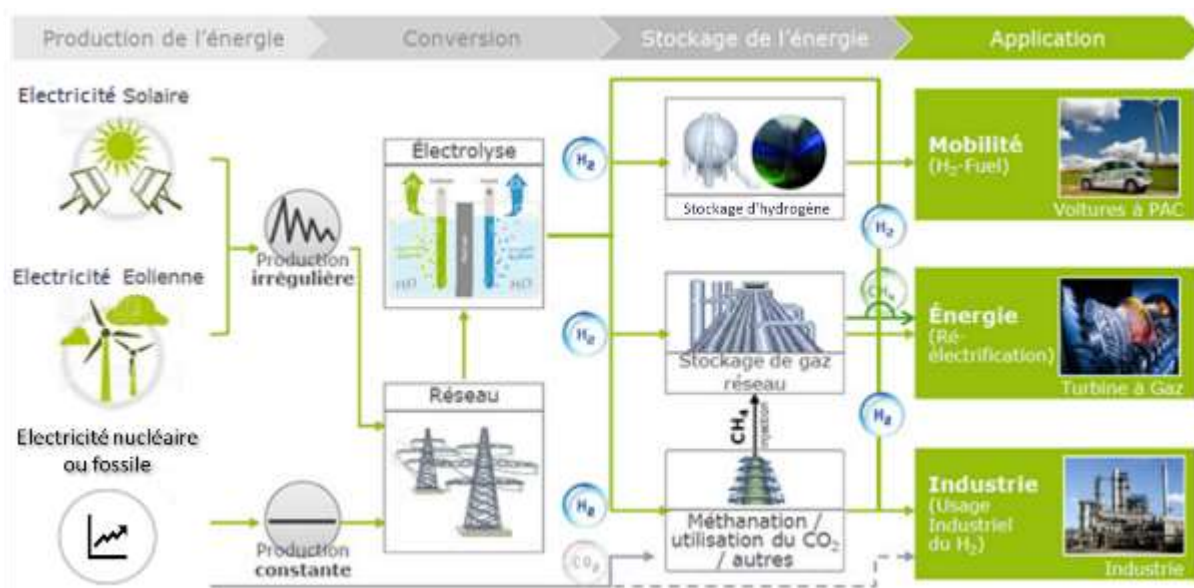 Production de l'énergie
Conversion
Stockage de l'énergie
Application
Electricité Solaire
Electricité Eolienne
Electricité nucléaire
ou fossile
Production
irrégulière
Production
constante
Électrolyse
H₂O
H₂O
Réseau
H₂
H₂
H₂
CO₂
Stockage d'hydrogène
Stockage de gaz
réseau
CH₄
injection
Méthanation /
utilisation du CO₂
/ autres
H₂
CH₄
H₂
Mobilité
(H₂-Fuel)
Voitures à PAC
Énergie
(Ré-
électrification)
Turbine à Gaz
Industrie
(Usage
Industriel
du H₂)
Industrie